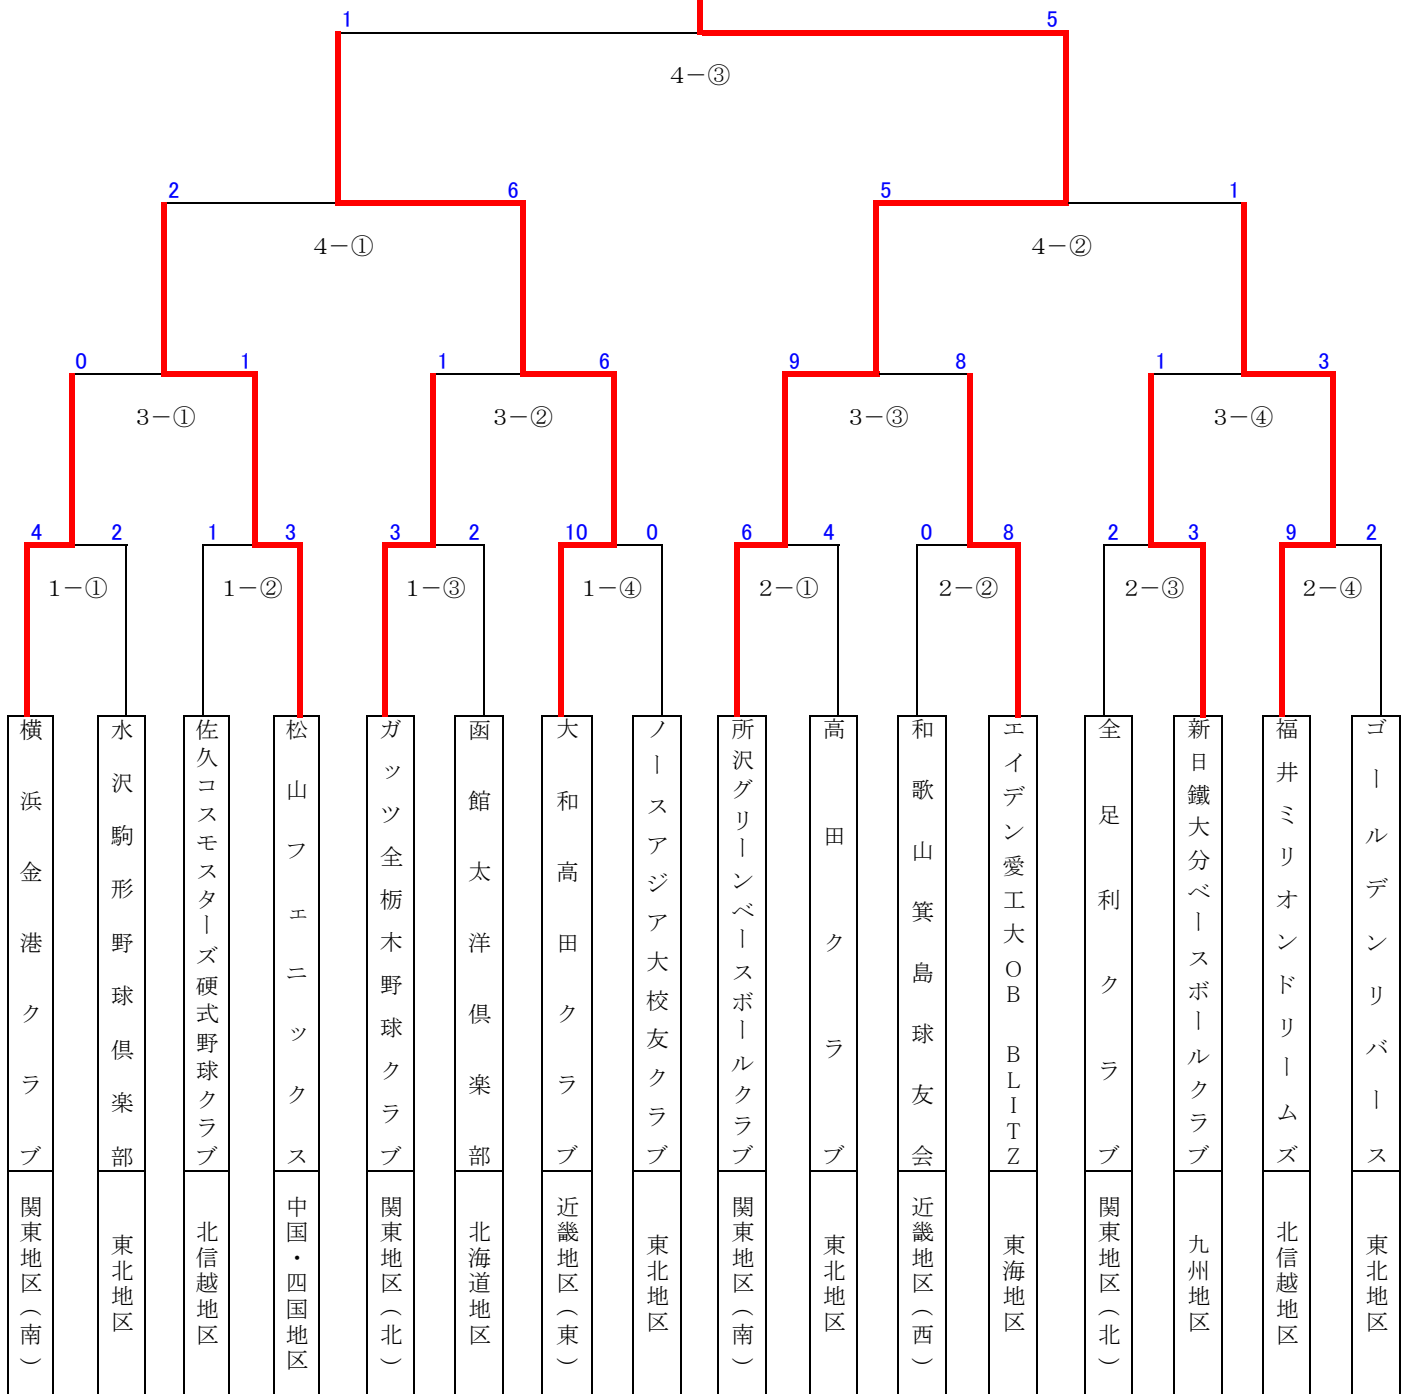 1 5
4－③
2 6 5 1
4－① 4－②
0 1 1 6 9 8 1 3
3－① 3－② 3－③ 3－④
4 2 1 3 3 2 10 0 6 4 0 8 2 3 9 2
1－① 1－② 1－③ 1－④ 2－① 2－② 2－③ 2－④
横浜金港クラブ
関東地区（南）
水沢駒形野球倶楽部
東北地区
佐久コスモスターズ硬式野球クラブ
北信越地区
松山フェニックス
中国・四国地区
ガッツ全栃木野球クラブ
関東地区（北）
函館太洋倶楽部
北海道地区
大和高田クラブ
近畿地区（東）
ノースアジア大校友クラブ
東北地区
所沢グリーンベースボールクラブ
関東地区（南）
高田クラブ
東北地区
和歌山箕島球友会
近畿地区（西）
エイデン愛工大OB BLITZ
東海地区
全足利クラブ
関東地区（北）
新日鐵大分ベースボールクラブ
九州地区
福井ミリオンドリームズ
北信越地区
ゴールデンリバース
東北地区